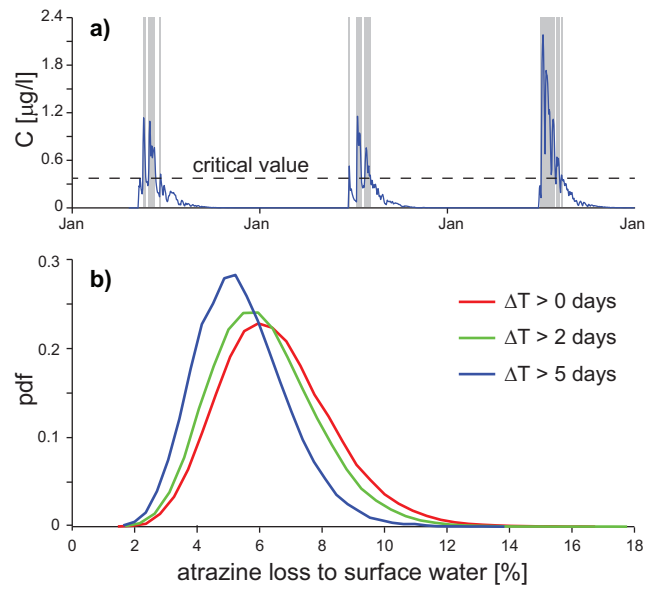 a)
C [μg/l]
2.4
1.8
1.2
0.6
0
critical value
Jan
Jan
Jan
Jan
b)
pdf
0.3
0.2
0.1
0
ΔT > 0 days
ΔT > 2 days
ΔT > 5 days
0 2 4 6 8 10 12 14 16 18
atrazine loss to surface water [%]